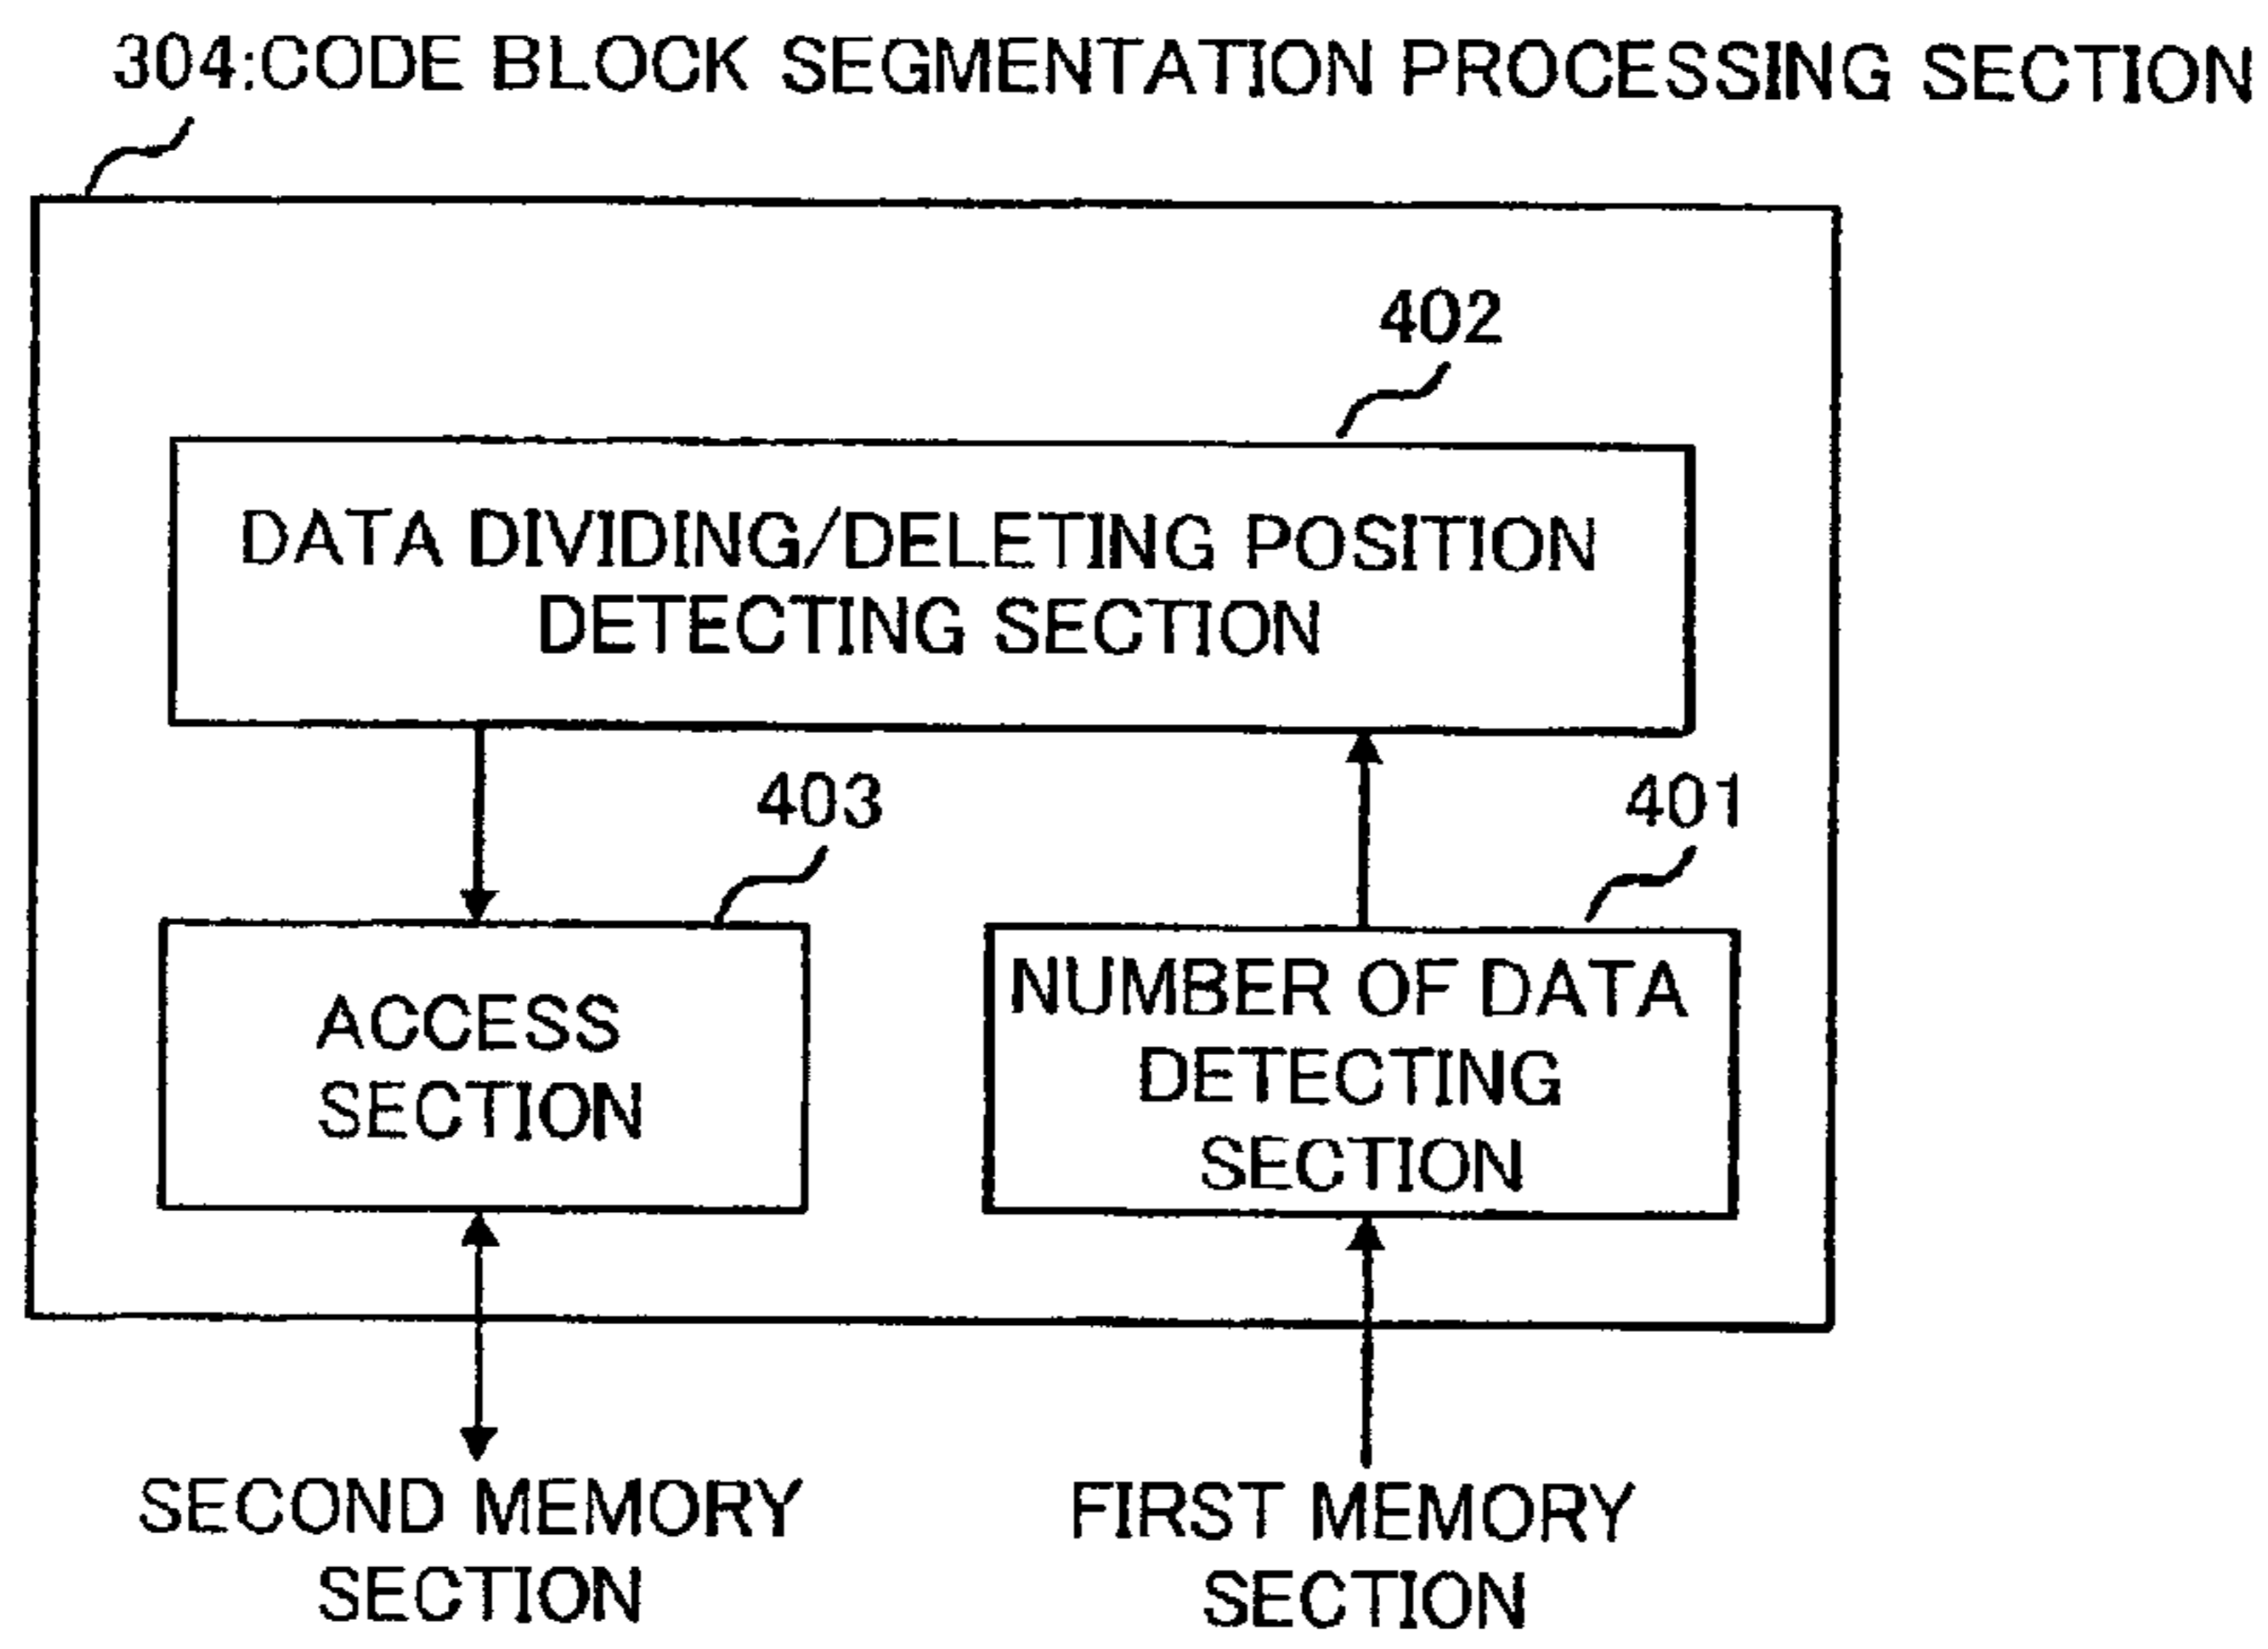 304:CODE BLOCK SEGMENTATION PROCESSING SECTION
402
DATA DIVIDING/DELETING POSITION
DETECTING SECTION
403
401
ACCESS
SECTION
NUMBER OF DATA
DETECTING
SECTION
SECOND MEMORY
SECTION
FIRST MEMORY
SECTION